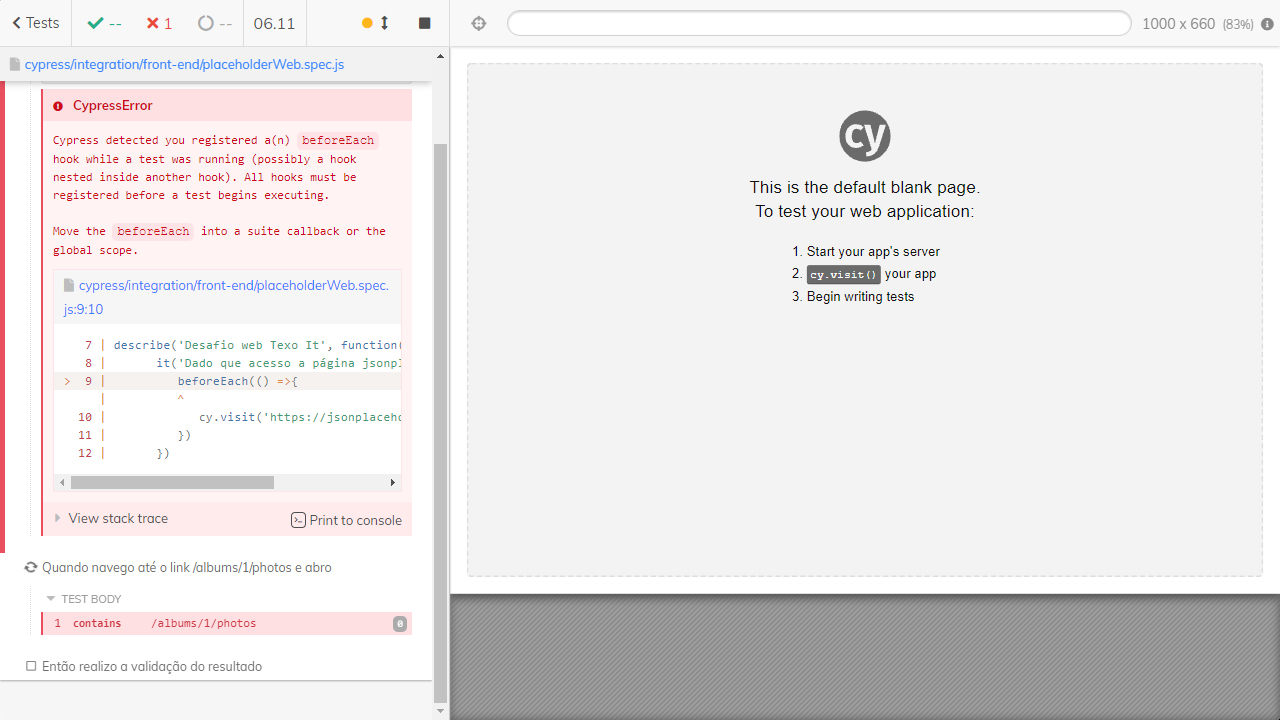 Tests
--
1
--
06.11
1000 x 660 (83%)
cypress/integration/front-end/placeholderWeb.spec.js
CypressError
Cypress detected you registered a(n) beforeEach
hook while a test was running (possibly a hook
nested inside another hook). All hooks must be
registered before a test begins executing.
Move the beforeEach into a suite callback or the
global scope.
cypress/integration/front-end/placeholderWeb.spec.
js:9:10
7 | describe('Desafio web Texo It', function(
8 | it('Dado que acesso a página jsonpl
> 9 | beforeEach(() =>{
| ^
10 | cy.visit('https://jsonplaceho
11 | })
12 | })
View stack trace
Print to console
Quando navego até o link /albums/1/photos e abro
TEST BODY
1 contains /albums/1/photos 0
Então realizo a validação do resultado
cy
This is the default blank page.
To test your web application:
1. Start your app's server
2. cy.visit() your app
3. Begin writing tests